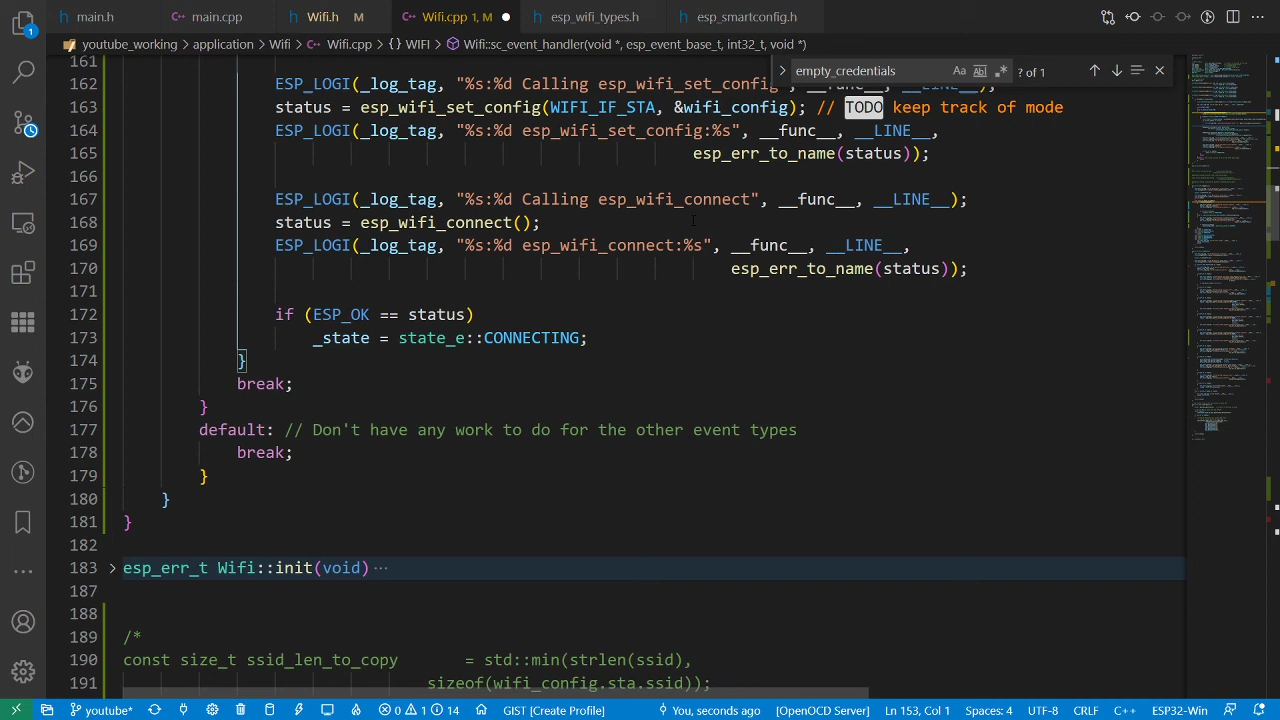 main.h
main.cpp
Wifi.h M
Wifi.cpp 1, M
esp_wifi_types.h
esp_smartconfig.h
youtube_working > application > Wifi > Wifi.cpp > {} WIFI > Wifi::sc_event_handler(void *, esp_event_base_t, int32_t, void *)
empty_credentials
Aa ab .* ? of 1
161
162 ESP_LOGI(_log_tag, "%s:%d Calling esp_wifi_set_config", __func__, __LINE__);
163 status = esp_wifi_set_config(WIFI_IF_STA, &wifi_config); // TODO keep track of mode
164 ESP_LOGI(_log_tag, "%s:%d esp_wifi_set_config:%s", __func__, __LINE__,
165 esp_err_to_name(status));
166
167 ESP_LOGI(_log_tag, "%s:%d Calling esp_wifi_connect", __func__, __LINE__);
168 status = esp_wifi_connect();
169 ESP_LOGI(_log_tag, "%s:%d esp_wifi_connect:%s", __func__, __LINE__,
170 esp_err_to_name(status));
171
172 if (ESP_OK == status)
173 _state = state_e::CONNECTING;
174 }
175 break;
176 }
177 default: // Don't have any work to do for the other event types
178 break;
179 }
180 }
181 }
182
183 esp_err_t Wifi::init(void) ...
187
188
189 /*
190 const size_t ssid_len_to_copy = std::min(strlen(ssid),
191 sizeof(wifi_config.sta.ssid));
youtube* 0 1 14 GIST [Create Profile] You, seconds ago [OpenOCD Server] Ln 153, Col 1 Spaces: 4 UTF-8 CRLF C++ ESP32-Win